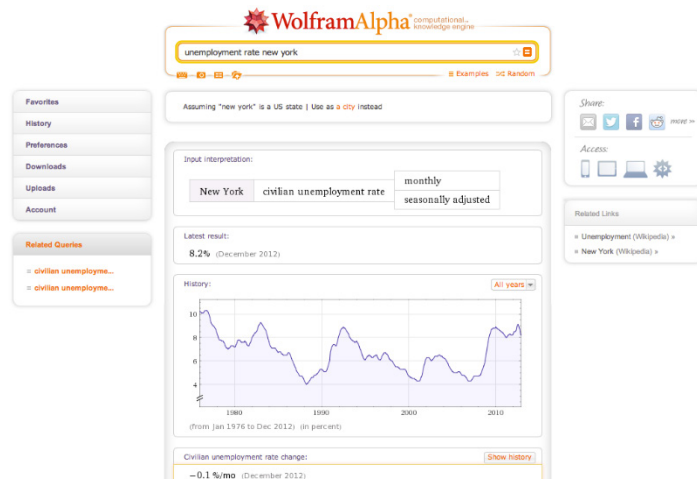 WolframAlpha computational... knowledge engine
unemployment rate new york
Examples Random
Favorites
History
Preferences
Downloads
Uploads
Account
Related Queries
civilian unemployme...
civilian unemployme...
Assuming "new york" is a US state | Use as a city instead
Input interpretation:
New York civilian unemployment rate monthly
seasonally adjusted
Latest result:
8.2% (December 2012)
History: All years
10
8
6
4
1980 1990 2000 2010
(from Jan 1976 to Dec 2012) (in percent)
Civilian unemployment rate change: Show history
−0.1 %/mo (December 2012)
Share:
more »
Access:
Related Links
Unemployment (Wikipedia) »
New York (Wikipedia) »